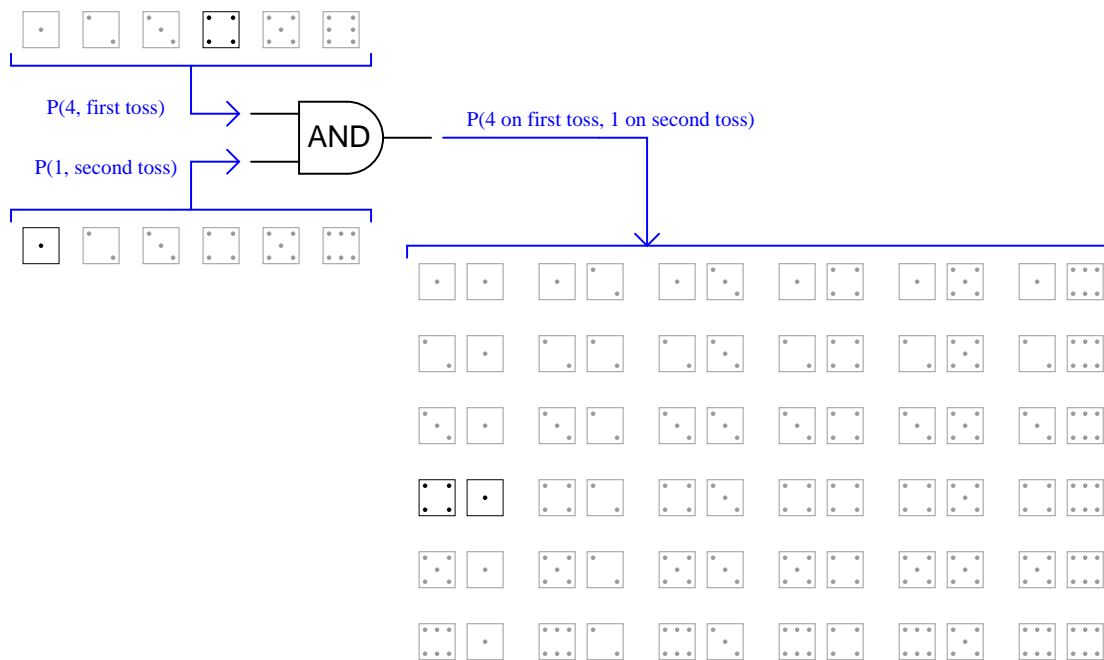 P(4, first toss)
AND
P(4 on first toss, 1 on second toss)
P(1, second toss)